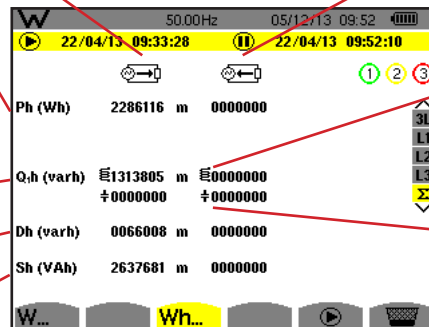 W 50.00Hz 05/12/13 09:52
22/04/13 09:33:28 22/04/13 09:52:10
1 2 3
Ph (Wh) 2286116 m 0000000
3L
L1
L2
Q₁h (varh) 1313805 m 0000000
L3
÷0000000 ÷0000000
Σ
Dh (varh) 0066008 m 0000000
Sh (VAh) 2637681 m 0000000
W... Wh...